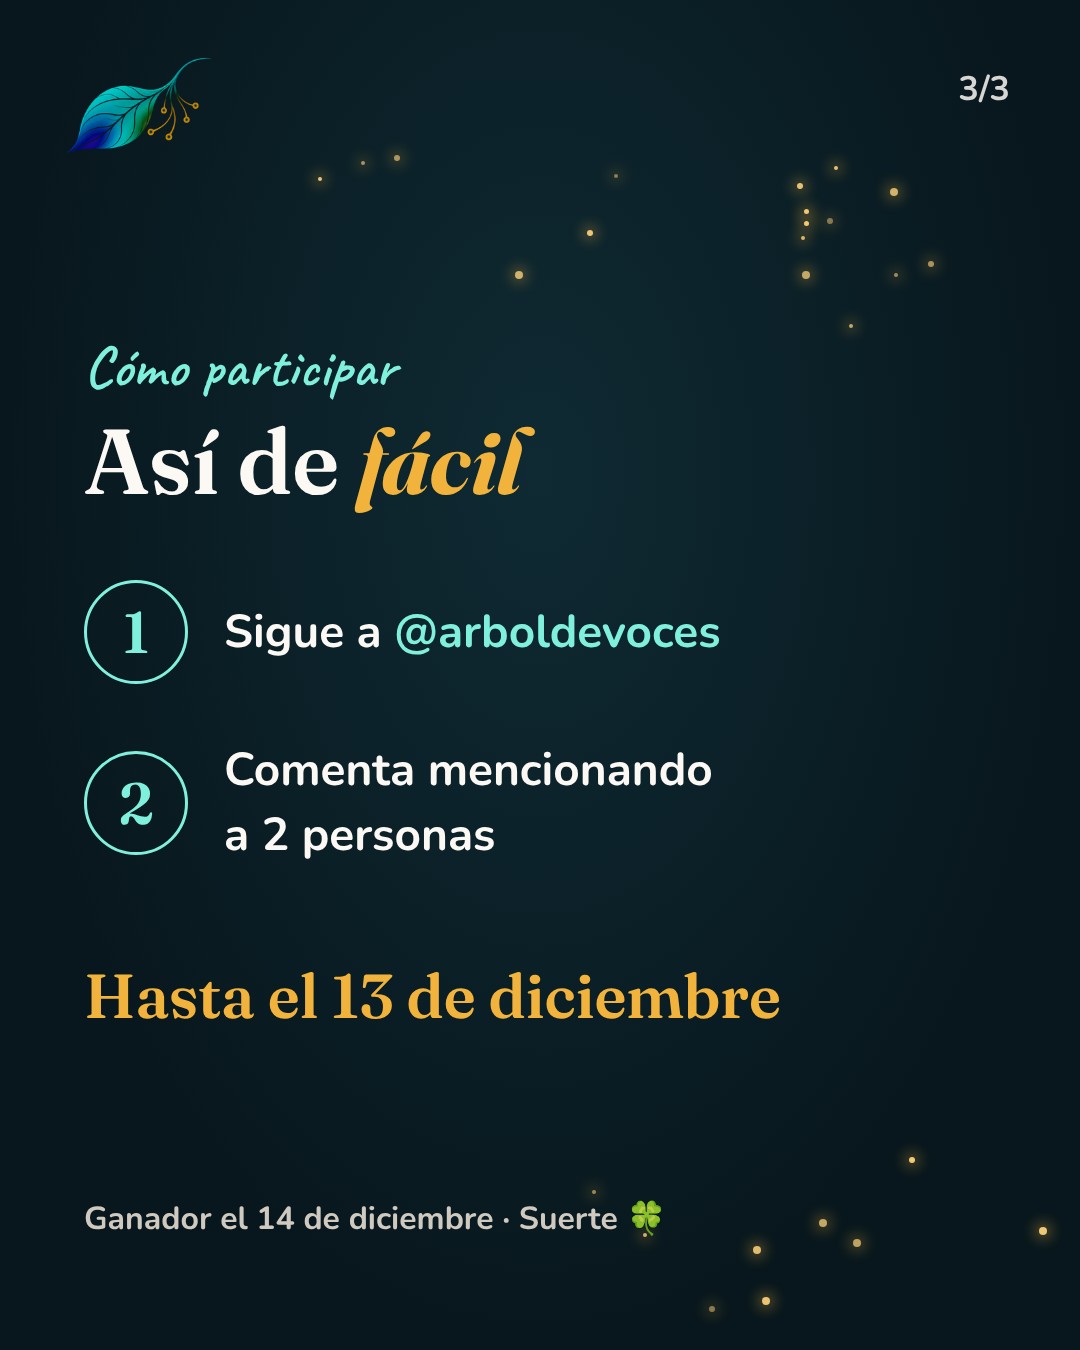 3/3
Cómo participar
Así de fácil
1
Sigue a @arboldevoces
2
Comenta mencionando
a 2 personas
Hasta el 13 de diciembre
Ganador el 14 de diciembre · Suerte 🍀